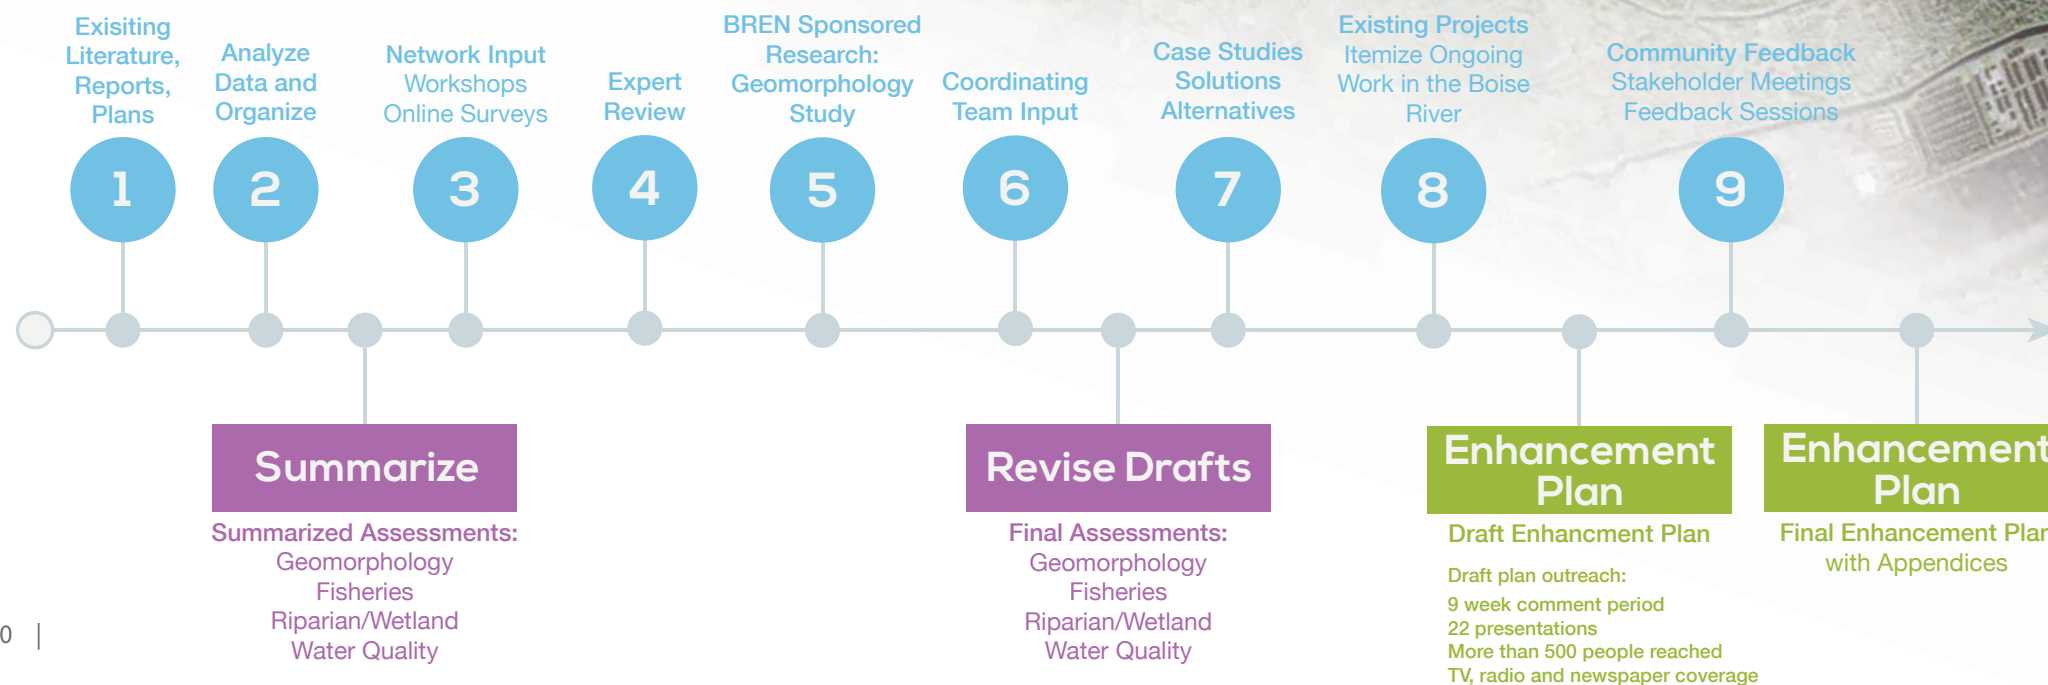 Exisiting
Literature,
Reports,
Plans
1
Analyze
Data and
Organize
2
Network Input
Workshops
Online Surveys
3
Expert
Review
4
BREN Sponsored
Research:
Geomorphology
Study
5
Coordinating
Team Input
6
Case Studies
Solutions
Alternatives
7
Existing Projects
Itemize Ongoing
Work in the Boise
River
8
Community Feedback
Stakeholder Meetings
Feedback Sessions
9
Summarize
Summarized Assessments:
Geomorphology
Fisheries
Riparian/Wetland
Water Quality
Revise Drafts
Final Assessments:
Geomorphology
Fisheries
Riparian/Wetland
Water Quality
Enhancement
Plan
Draft Enhancment Plan
Draft plan outreach:
9 week comment period
22 presentations
More than 500 people reached
TV, radio and newspaper coverage
Enhancement
Plan
Final Enhancement Plan
with Appendices
0 |